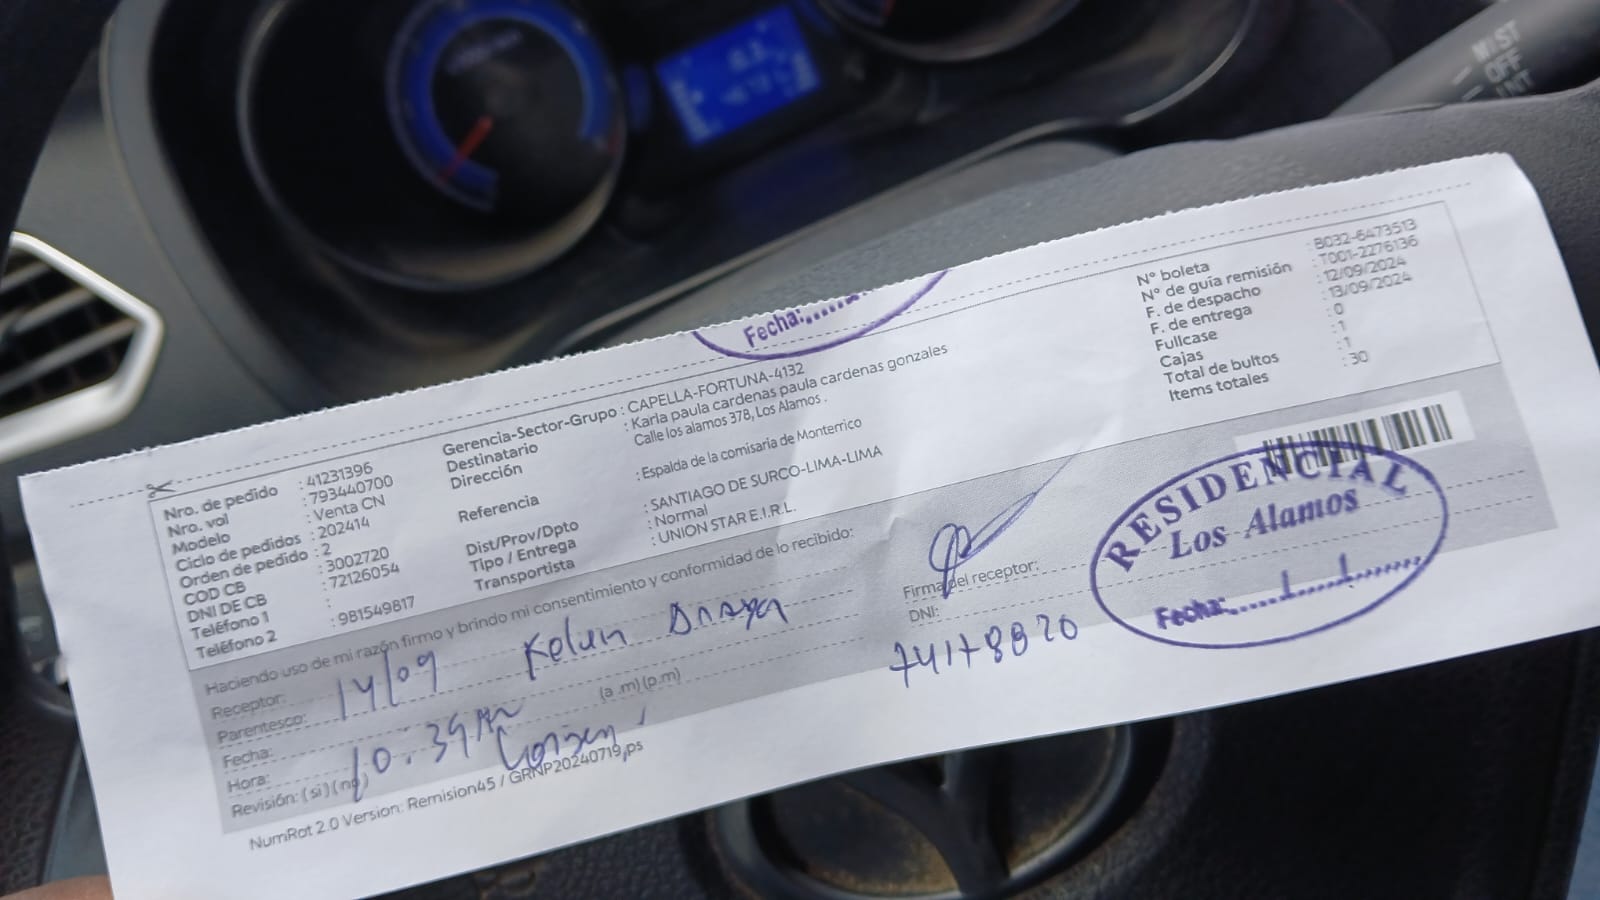 MIST
OFF
INT
Fecha:..........
Nro. de pedido : 41231396
Nro. vol : 793440700
Modelo : Venta CN
Ciclo de pedidos : 202414
Orden de pedido : 2
COD CB : 3002720
DNI DE CB : 72126054
Teléfono 1 :
Teléfono 2 : 981549817
Gerencia-Sector-Grupo : CAPELLA-FORTUNA-4132
Destinatario : Karla paula cardenas paula cardenas gonzales
Dirección Calle los alamos 378, Los Alamos .
Referencia : Espalda de la comisaria de Monterrico
Dist/Prov/Dpto : SANTIAGO DE SURCO-LIMA-LIMA
Tipo / Entrega : Normal
Transportista : UNION STAR E.I.R.L.
N° boleta : B032-6473513
N° de guía remisión : T001-2276136
F. de despacho : 12/09/2024
F. de entrega : 13/09/2024
Fullcase : 0
Cajas : 1
Total de bultos : 1
Items totales : 30
Haciendo uso de mi razón firmo y brindo mi consentimiento y conformidad de lo recibido:
Receptor:
Parentesco: 14/09
Fecha:
Hora: 10:39 (a .m)(p.m)
Revisión: (si) (no)
Firma del receptor:
DNI:
74178820
RESIDENCIAL
Los Alamos
Fecha:......1......1..........
NumRot 2.0 Version: Remision45 / GRNP20240719.ps